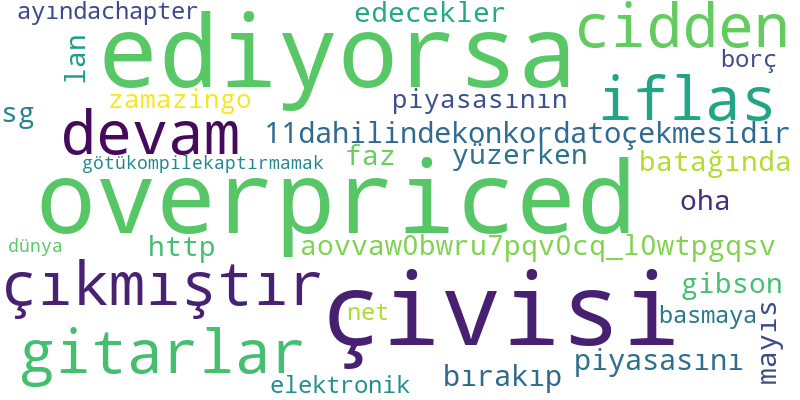 ayındachapter
edecekler
cidden
ediyorsa
lan
borç
zamazingo
piyasasının
iflas
sg
devam
11dahilindekonkordatoçekmesidir
götükompilekaptırmamak
faz
yüzerken
batağında
overpriced
oha
dünya
http
aovvaw0bwru7pqv0cq_l0wtpgqsv
çıkmıştır
çivisi
gibson
net
basmaya
mayıs
gitarlar
piyasasını
elektronik
bırakıp